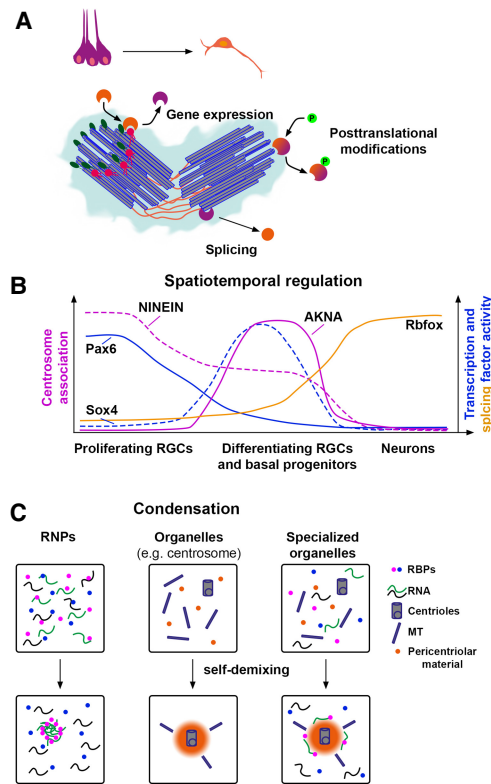 A
Gene expression
P
Posttranslational
modifications
P
Splicing
B
Spatiotemporal regulation
NINEIN
AKNA
Rbfox
Pax6
Sox4
Centrosome
association
Transcription and
splicing factor activity
Proliferating RGCs
Differentiating RGCs
and basal progenitors
Neurons
C
Condensation
RNPs
Organelles
(e.g. centrosome)
Specialized
organelles
RBPs
RNA
Centrioles
MT
Pericentriolar
material
self-demixing